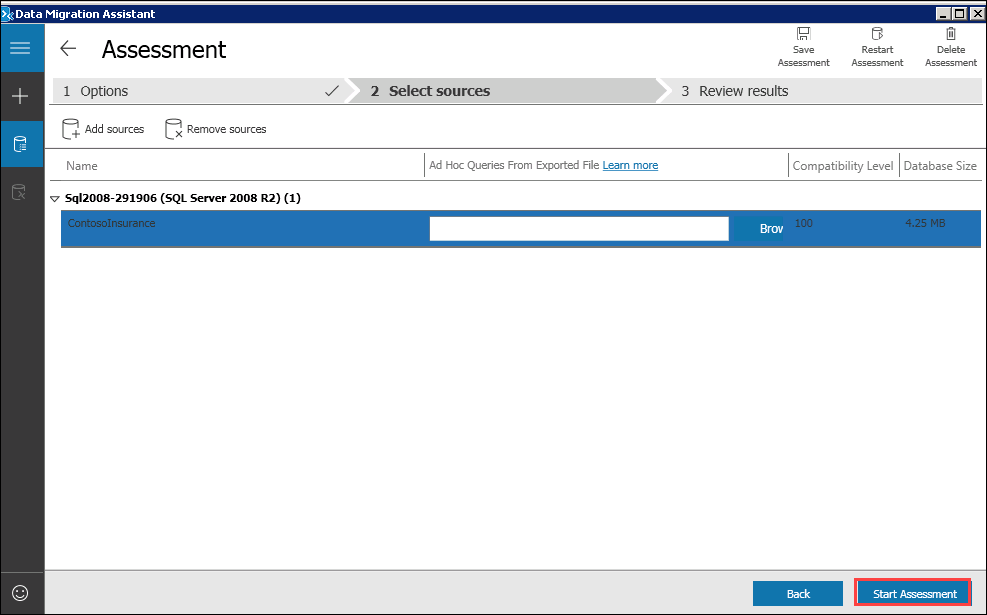 Data Migration Assistant
Assessment
Save Assessment
Restart Assessment
Delete Assessment
1 Options
2 Select sources
3 Review results
Add sources
Remove sources
Name
Ad Hoc Queries From Exported File Learn more
Compatibility Level
Database Size
Sql2008-291906 (SQL Server 2008 R2) (1)
ContosoInsurance
Brow
100
4.25 MB
Back
Start Assessment